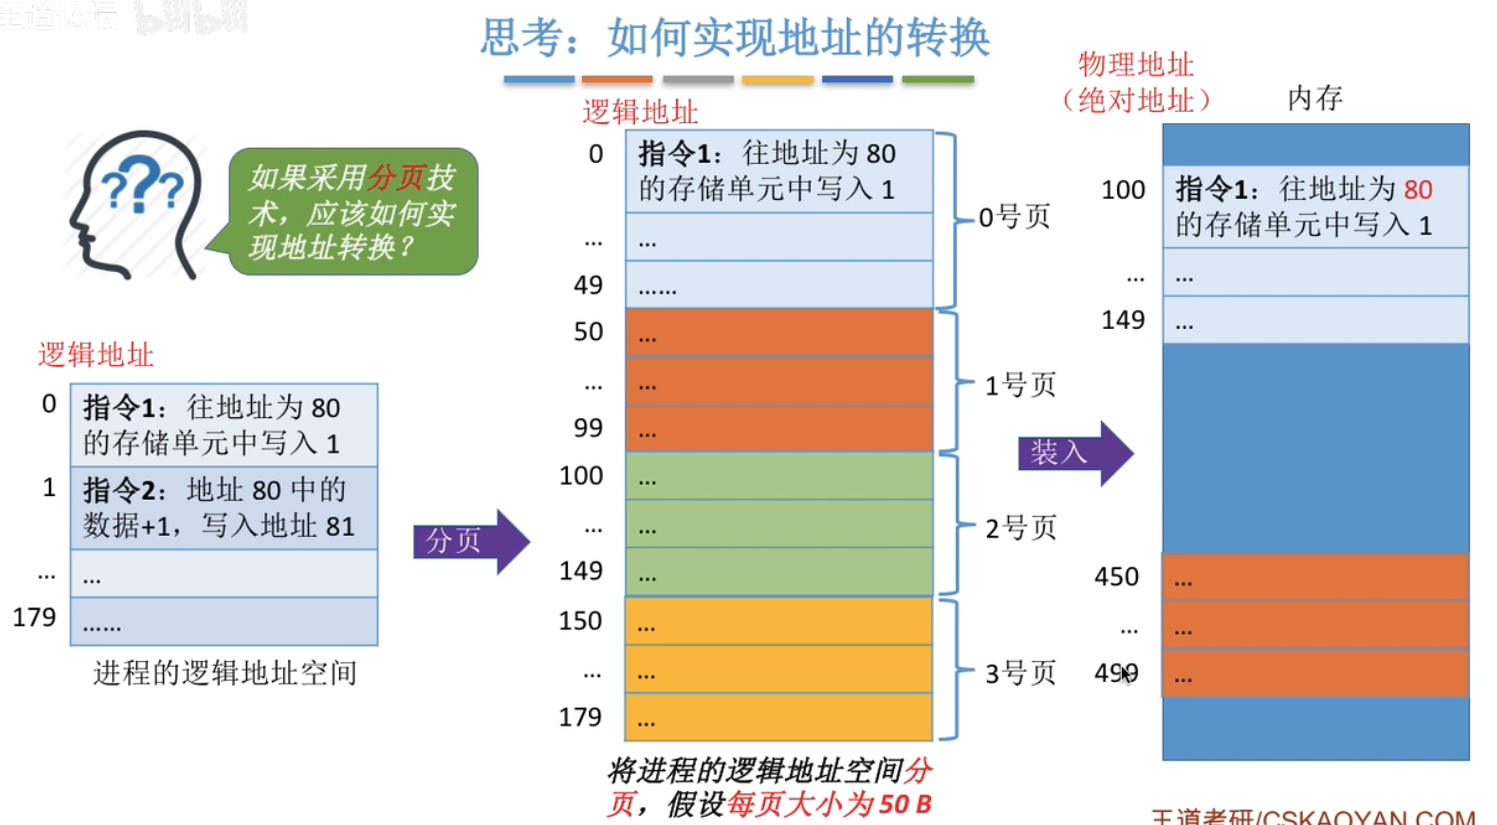 王道论坛 bilibili
思考：如何实现地址的转换
如果采用分页技
术，应该如何实
现地址转换？
逻辑地址
0
指令1：往地址为 80
的存储单元中写入 1
1
指令2：地址 80 中的
数据+1，写入地址 81
...
...
179
......
进程的逻辑地址空间
分页
逻辑地址
0
指令1：往地址为 80
的存储单元中写入 1
...
...
49
......
0号页
50
...
...
...
99
...
1号页
100
...
...
...
149
...
2号页
150
...
...
...
179
...
3号页
将进程的逻辑地址空间分
页，假设每页大小为 50 B
装入
物理地址
（绝对地址）
内存
100
指令1：往地址为 80
的存储单元中写入 1
...
...
149
...
450
...
...
...
499
...
王道考研/CSKAOYAN.COM